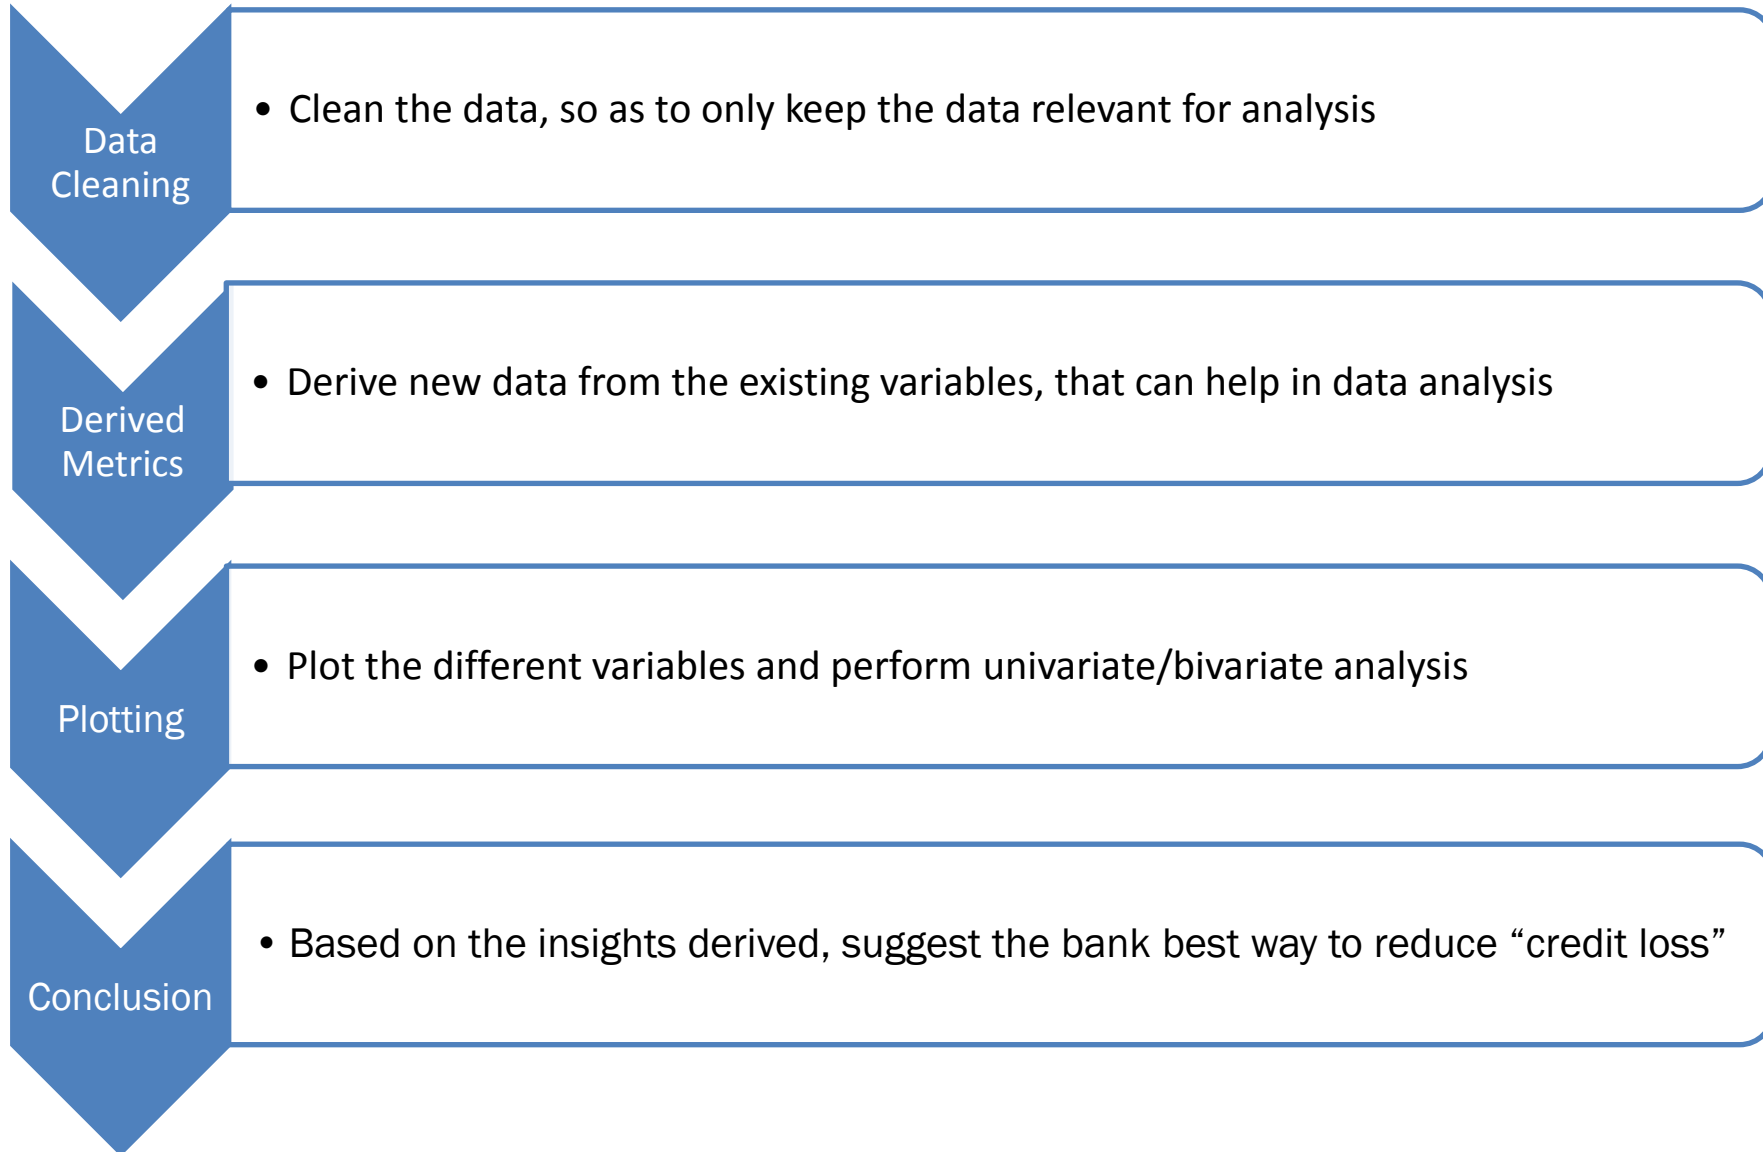 Data
Cleaning
• Clean the data, so as to only keep the data relevant for analysis
Derived
Metrics
• Derive new data from the existing variables, that can help in data analysis
Plotting
• Plot the different variables and perform univariate/bivariate analysis
Conclusion
• Based on the insights derived, suggest the bank best way to reduce “credit loss”